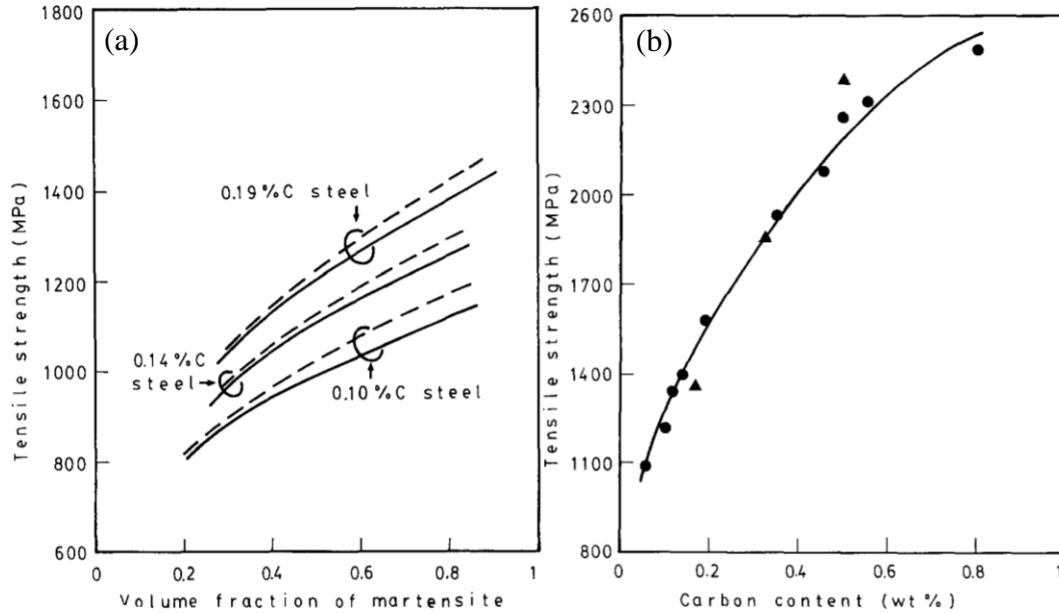 (a)
Tensile strength (MPa)
1800
1600
1400
1200
1000
800
600
0.19%C steel
0.14%C
steel
0.10%C steel
0
0.2
0.4
0.6
0.8
1
Volume fraction of martensite
(b)
Tensile strength (MPa)
2600
2300
2000
1700
1400
1100
800
0
0.2
0.4
0.6
0.8
1
Carbon content (wt%)